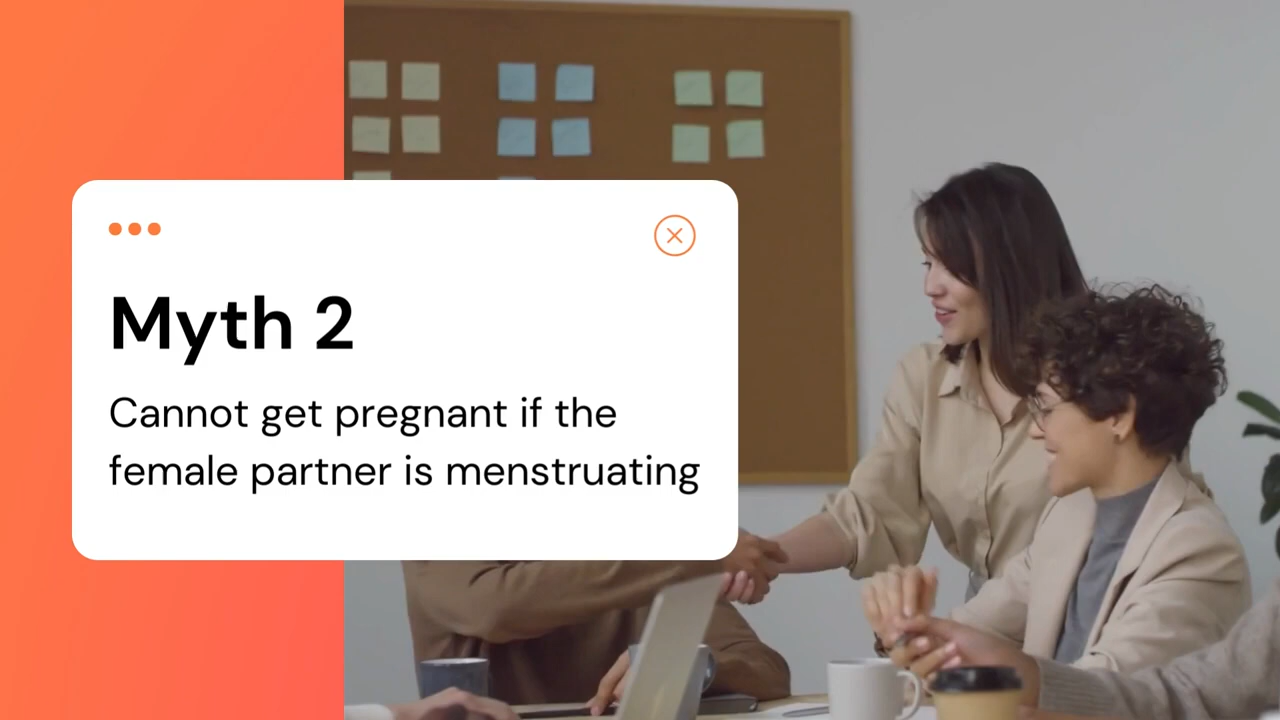 Myth 2
Cannot get pregnant if the
female partner is menstruating